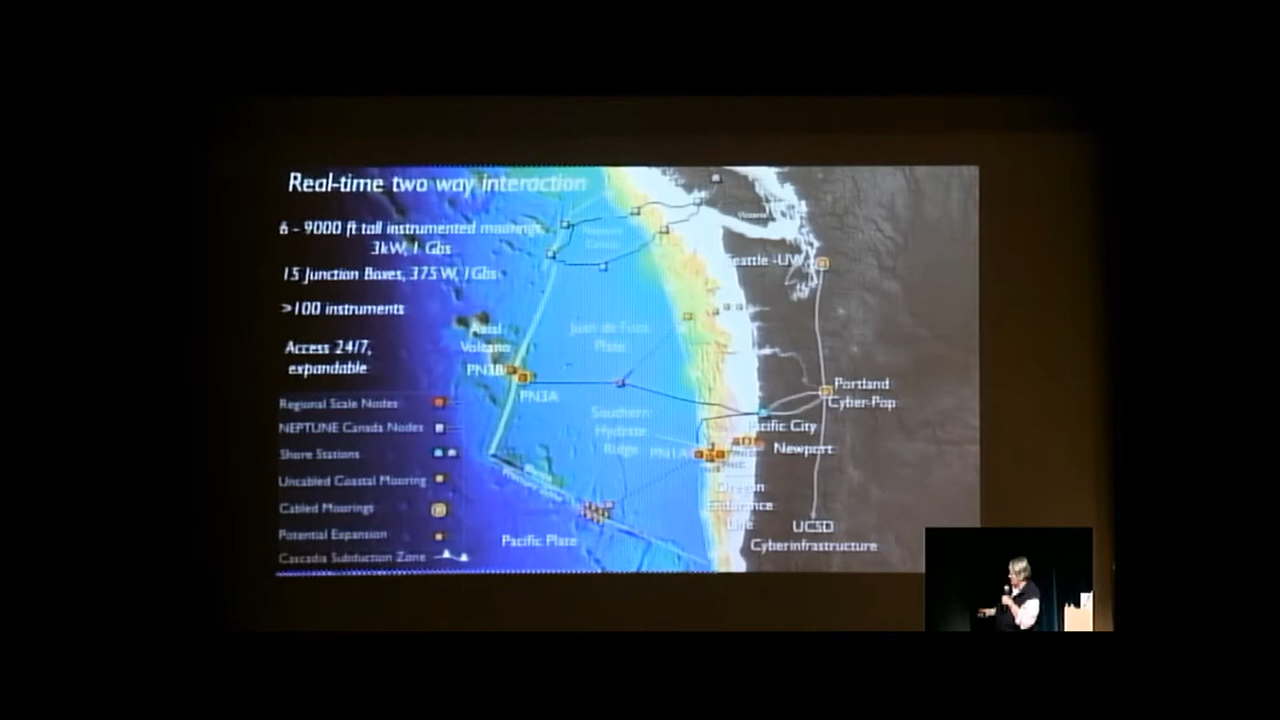 Real-time two way interaction
6 - 9000 ft tall instrumented moorings,
3kW, 1 Gbs
15 Junction Boxes, 375 W, 1Gbs
>100 instruments
Access 24/7,
expandable
Regional Scale Nodes
NEPTUNE Canada Nodes
Shore Stations
Uncabled Coastal Mooring
Cabled Moorings
Potential Expansion
Cascadia Subduction Zone
Axial
Volcano
PN3B
PN3A
Juan de Fuca
Plate
Southern
Hydrate
Ridge
PN1A
Pacific Plate
Seattle -UW
Portland
Cyber-Pop
Pacific City
Newport
Oregon
Endurance
Line
UCSD
Cyberinfrastructure